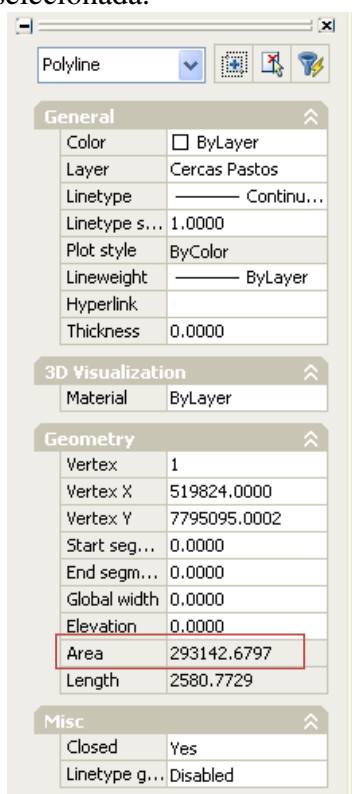 selecionada.
Polyline
General
Color ByLayer
Layer Cercas Pastos
Linetype Continu...
Linetype s... 1.0000
Plot style ByColor
Lineweight ByLayer
Hyperlink
Thickness 0.0000
3D Visualization
Material ByLayer
Geometry
Vertex 1
Vertex X 519824.0000
Vertex Y 7795095.0002
Start seg... 0.0000
End segm... 0.0000
Global width 0.0000
Elevation 0.0000
Area 293142.6797
Length 2580.7729
Misc
Closed Yes
Linetype g... Disabled